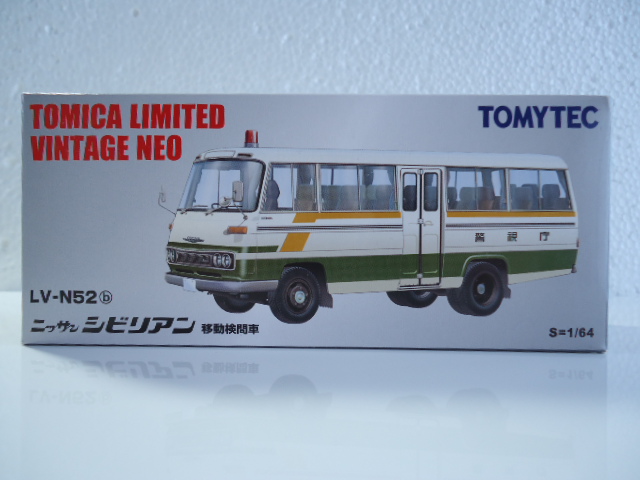 TOMICA LIMITED
VINTAGE NEO
TOMYTEC
警視庁
LV-N52ⓑ
ニッサン シビリアン 移動検問車
S=1/64